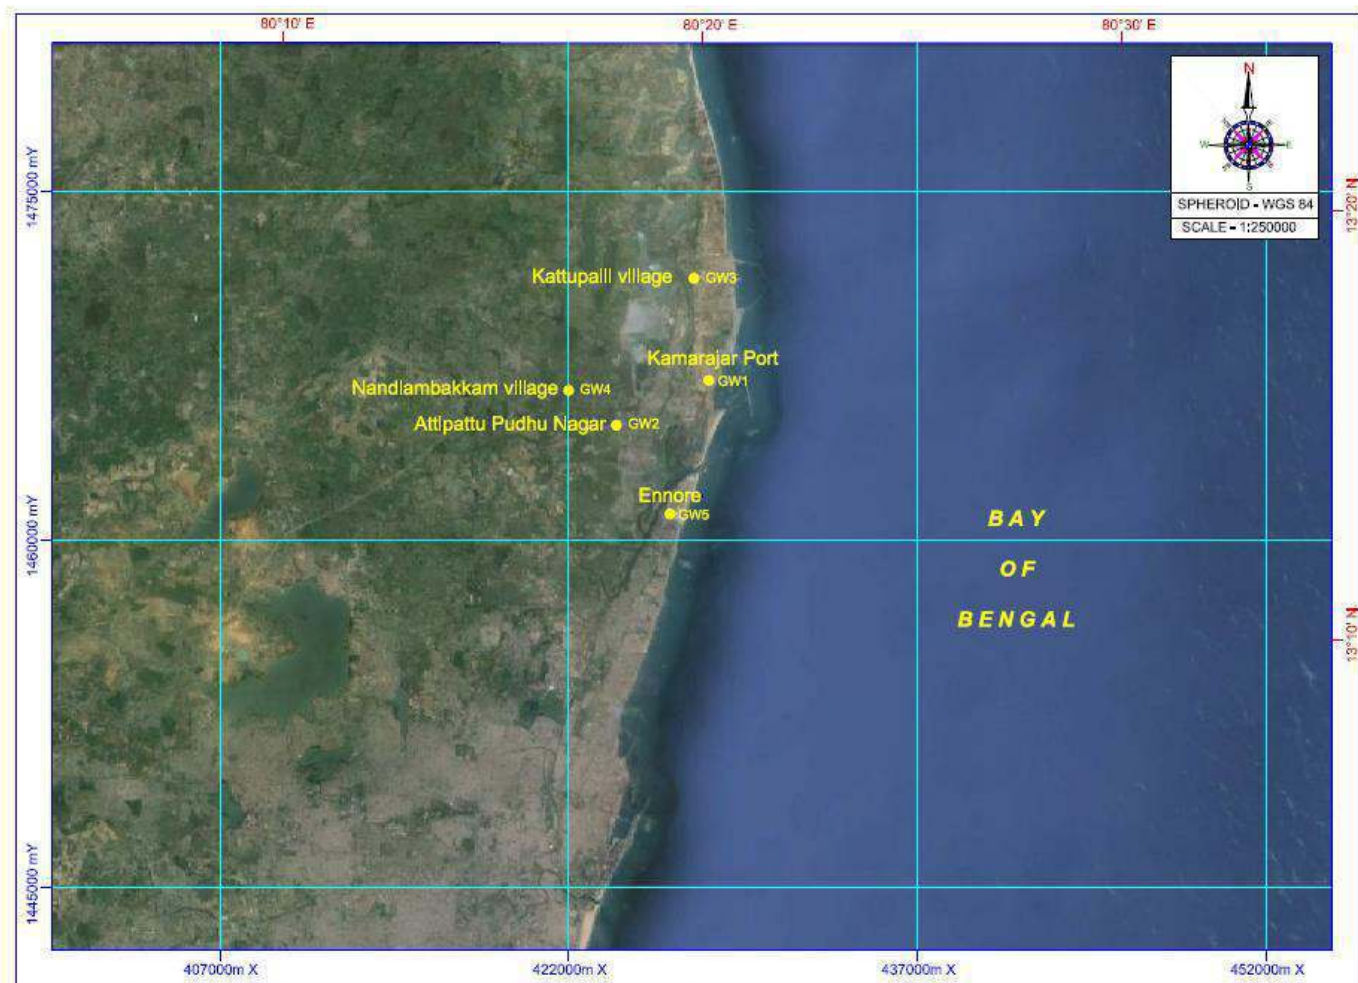 80°10' E
80°20' E
80°30' E
N
W
E
S
SPHEROID - WGS 84
SCALE - 1:250000
1475000 mY
13°20' N
Kattupalli village
GW3
Kamarajar Port
GW1
Nandiambakkam village
GW4
Attipattu Pudhu Nagar
GW2
Ennore
GW5
BAY
OF
BENGAL
1460000 mY
13°10' N
1445000 mY
407000m X
422000m X
437000m X
452000m X